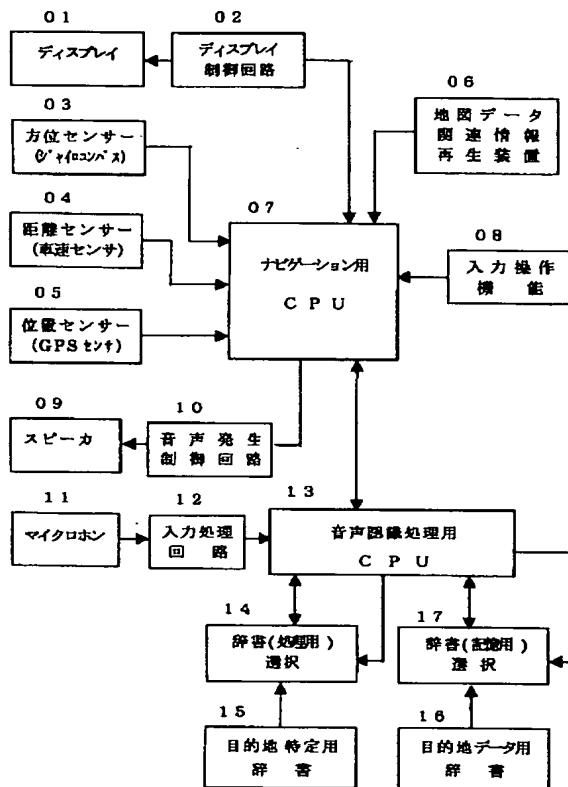 ０１
ディスプレイ
０２
ディスプレイ
制御回路
０３
方位センサー
(ジャイロコンパス)
０４
距離センサー
(車速センサ)
０５
位置センサー
(GPSセンサ)
０６
地図データ
関連情報
再生装置
０７
ナビゲーション用
ＣＰＵ
０８
入力操作
機能
０９
スピーカ
１０
音声発生
制御回路
１１
マイクロホン
１２
入力処理
回路
１３
音声認識処理用
ＣＰＵ
１４
辞書(処理用)
選択
１７
辞書(記憶用)
選択
１５
目的地特定用
辞書
１６
目的地データ用
辞書